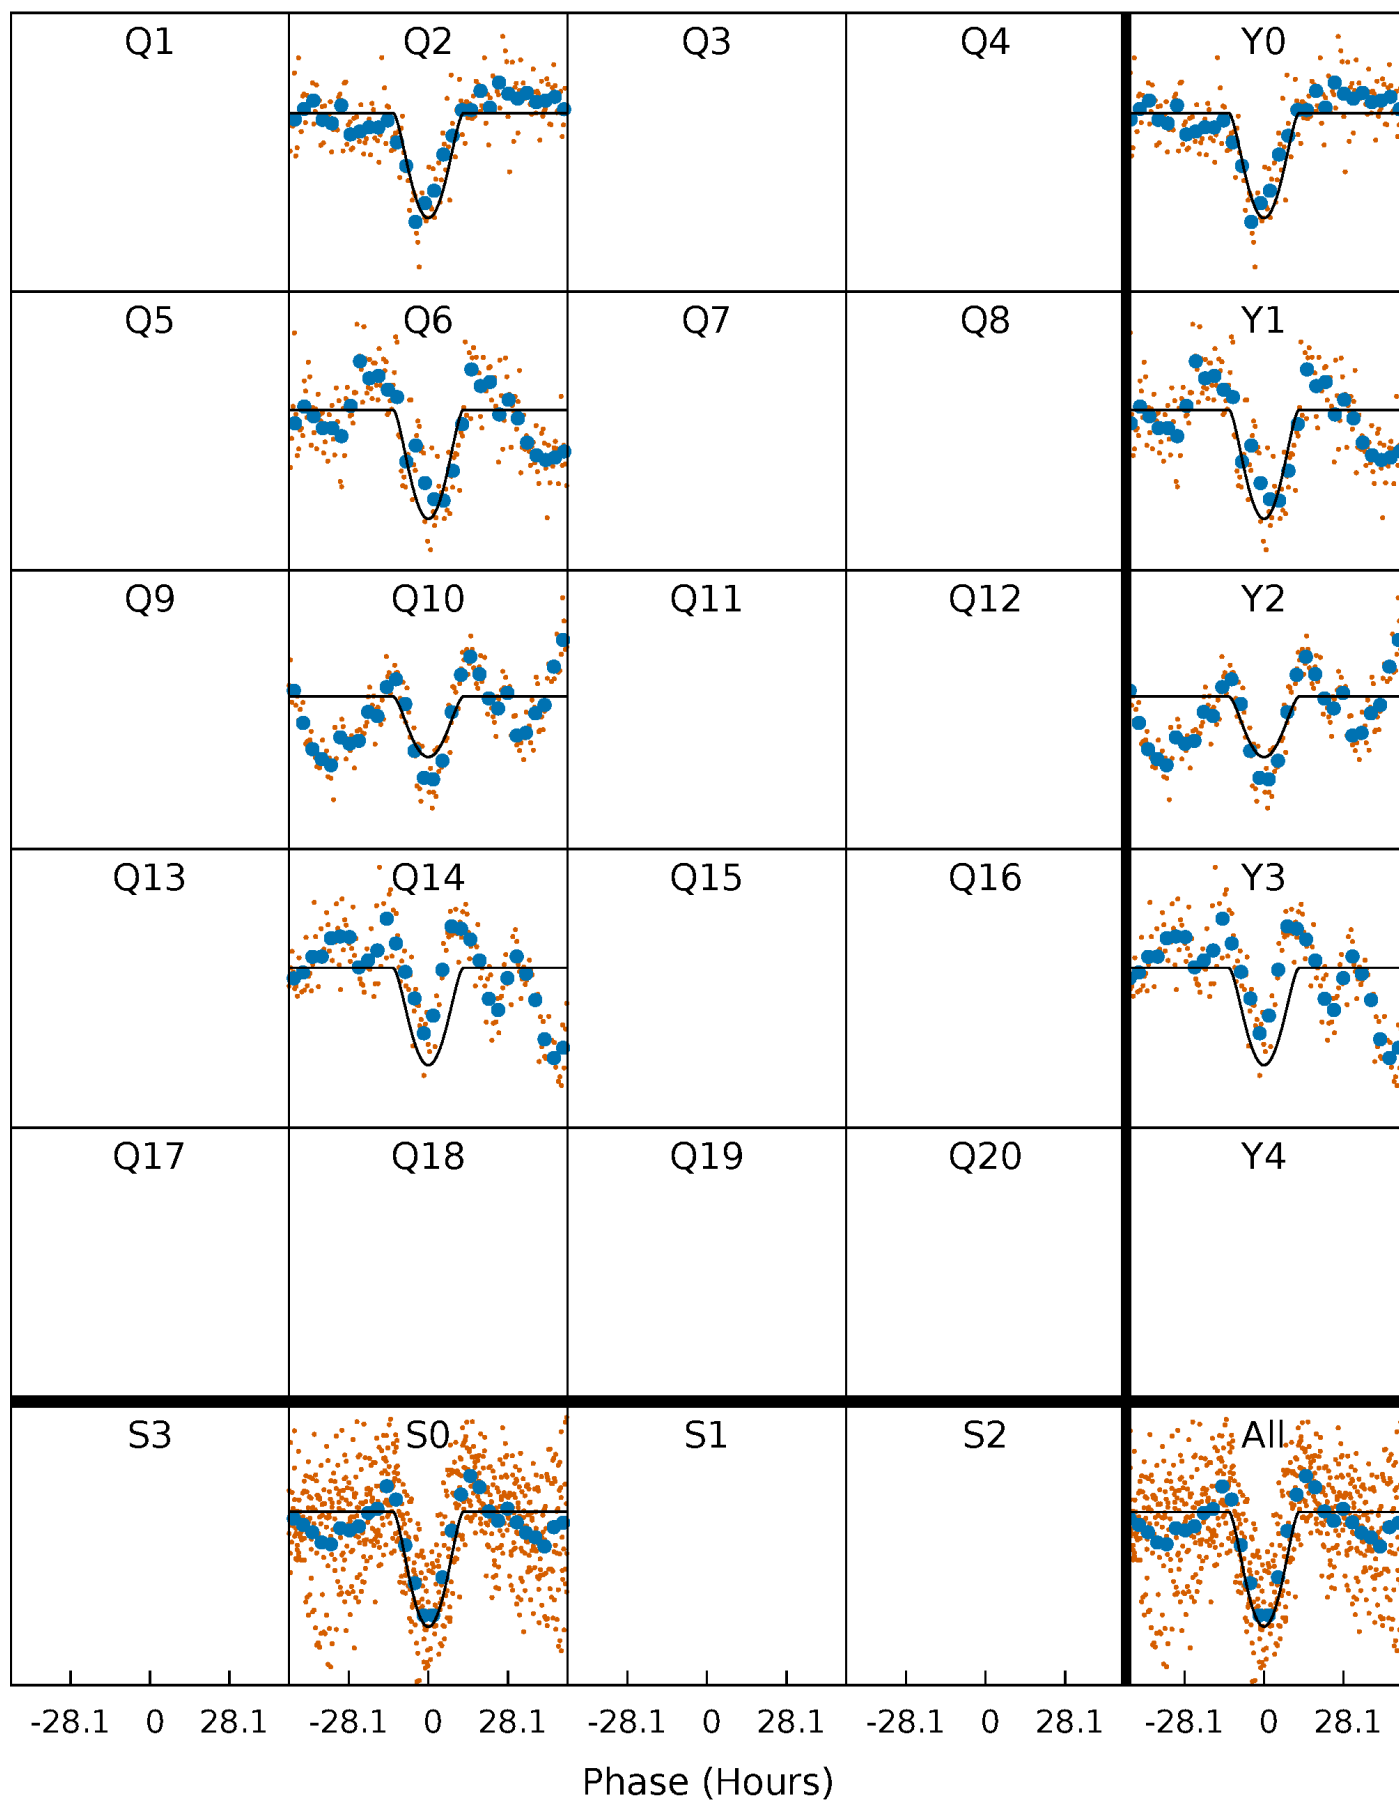 Q1 Q2 Q3 Q4 Y0
Q5 Q6 Q7 Q8 Y1
Q9 Q10 Q11 Q12 Y2
Q13 Q14 Q15 Q16 Y3
Q17 Q18 Q19 Q20 Y4
S3 S0 S1 S2 All
-28.1 0 28.1 -28.1 0 28.1 -28.1 0 28.1 -28.1 0 28.1 -28.1 0 28.1
Phase (Hours)